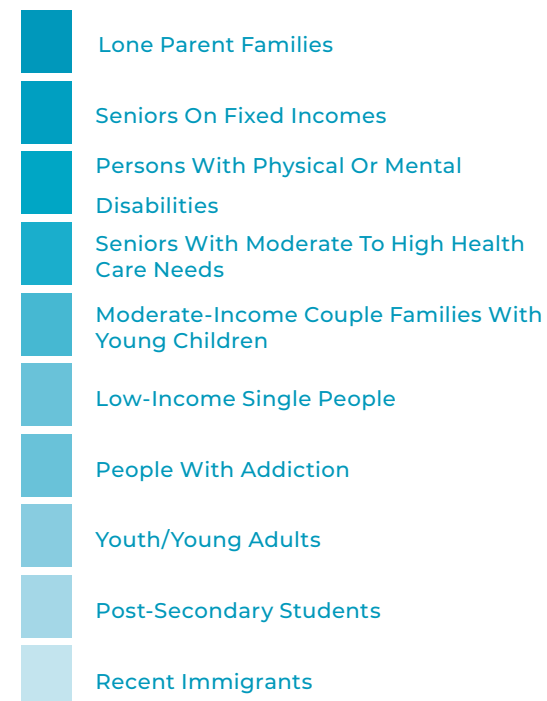 Lone Parent Families
Seniors On Fixed Incomes
Persons With Physical Or Mental
Disabilities
Seniors With Moderate To High Health
Care Needs
Moderate-Income Couple Families With
Young Children
Low-Income Single People
People With Addiction
Youth/Young Adults
Post-Secondary Students
Recent Immigrants